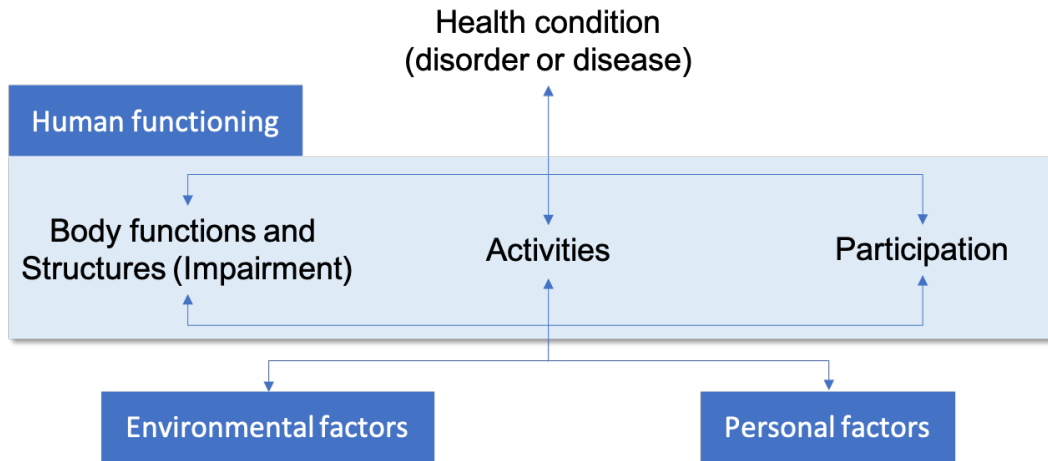 Health condition
(disorder or disease)
Human functioning
Body functions and
Structures (Impairment)
Activities
Participation
Environmental factors
Personal factors